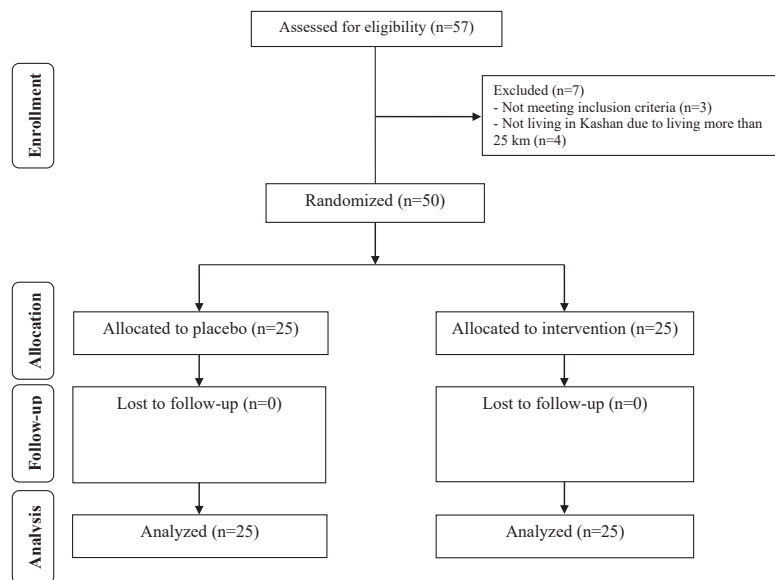 Assessed for eligibility (n=57)
Enrollment
Excluded (n=7)
- Not meeting inclusion criteria (n=3)
- Not living in Kashan due to living more than
25 km (n=4)
Randomized (n=50)
Allocation
Allocated to placebo (n=25)
Allocated to intervention (n=25)
Follow-up
Lost to follow-up (n=0)
Lost to follow-up (n=0)
Analysis
Analyzed (n=25)
Analyzed (n=25)